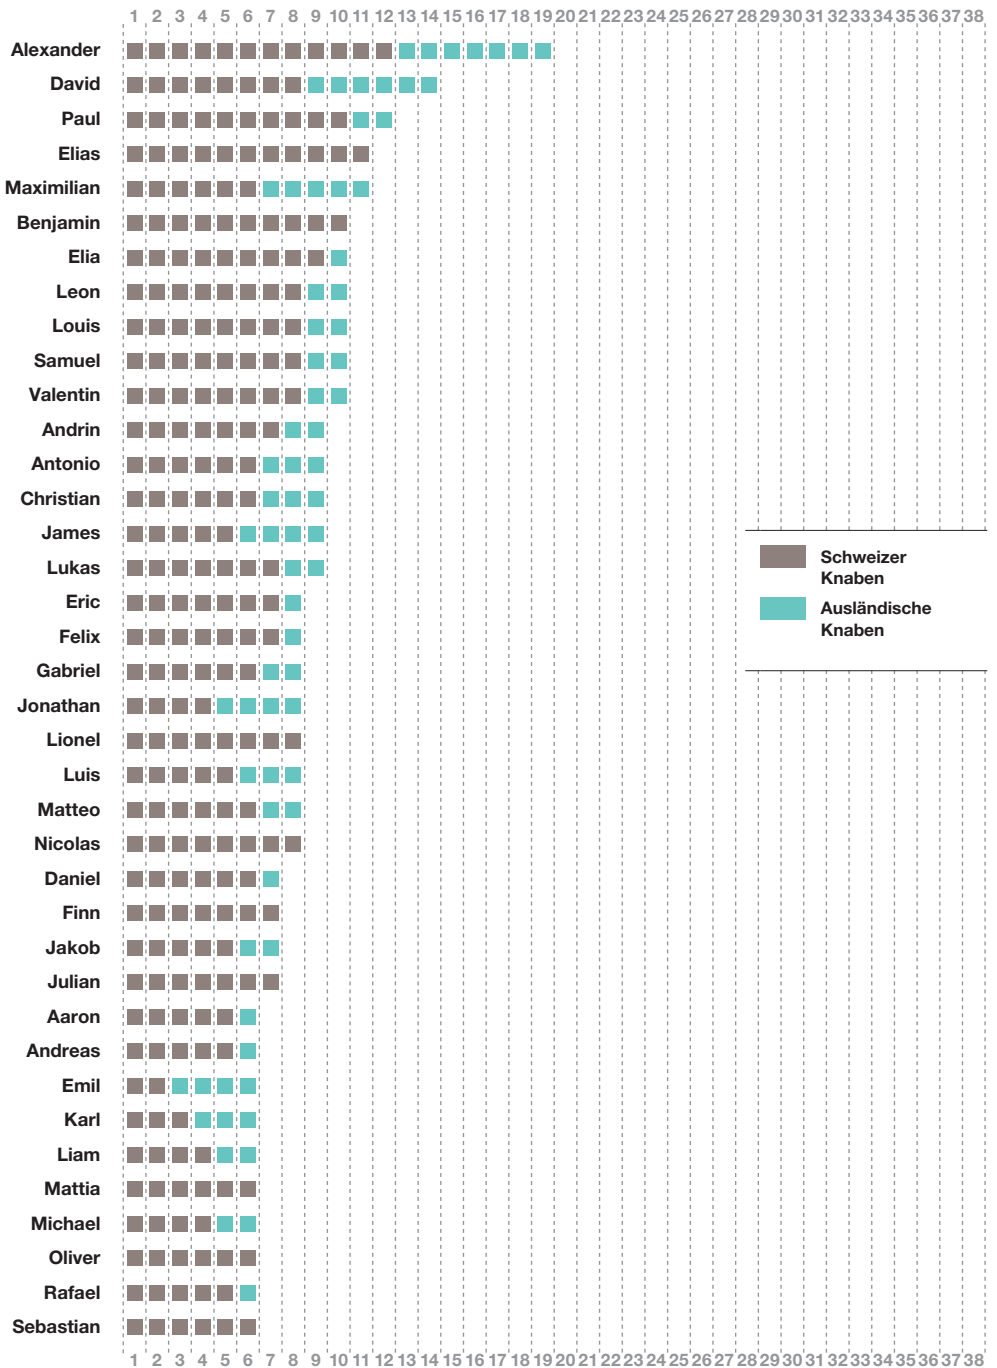 1 2 3 4 5 6 7 8 9 10 11 12 13 14 15 16 17 18 19 20 21 22 23 24 25 26 27 28 29 30 31 32 33 34 35 36 37 38
Alexander
David
Paul
Elias
Maximilian
Benjamin
Elia
Leon
Louis
Samuel
Valentin
Andrin
Antonio
Christian
James
Lukas
Eric
Felix
Gabriel
Jonathan
Lionel
Luis
Matteo
Nicolas
Daniel
Finn
Jakob
Julian
Aaron
Andreas
Emil
Karl
Liam
Mattia
Michael
Oliver
Rafael
Sebastian
Schweizer
Knaben
Ausländische
Knaben
1 2 3 4 5 6 7 8 9 10 11 12 13 14 15 16 17 18 19 20 21 22 23 24 25 26 27 28 29 30 31 32 33 34 35 36 37 38